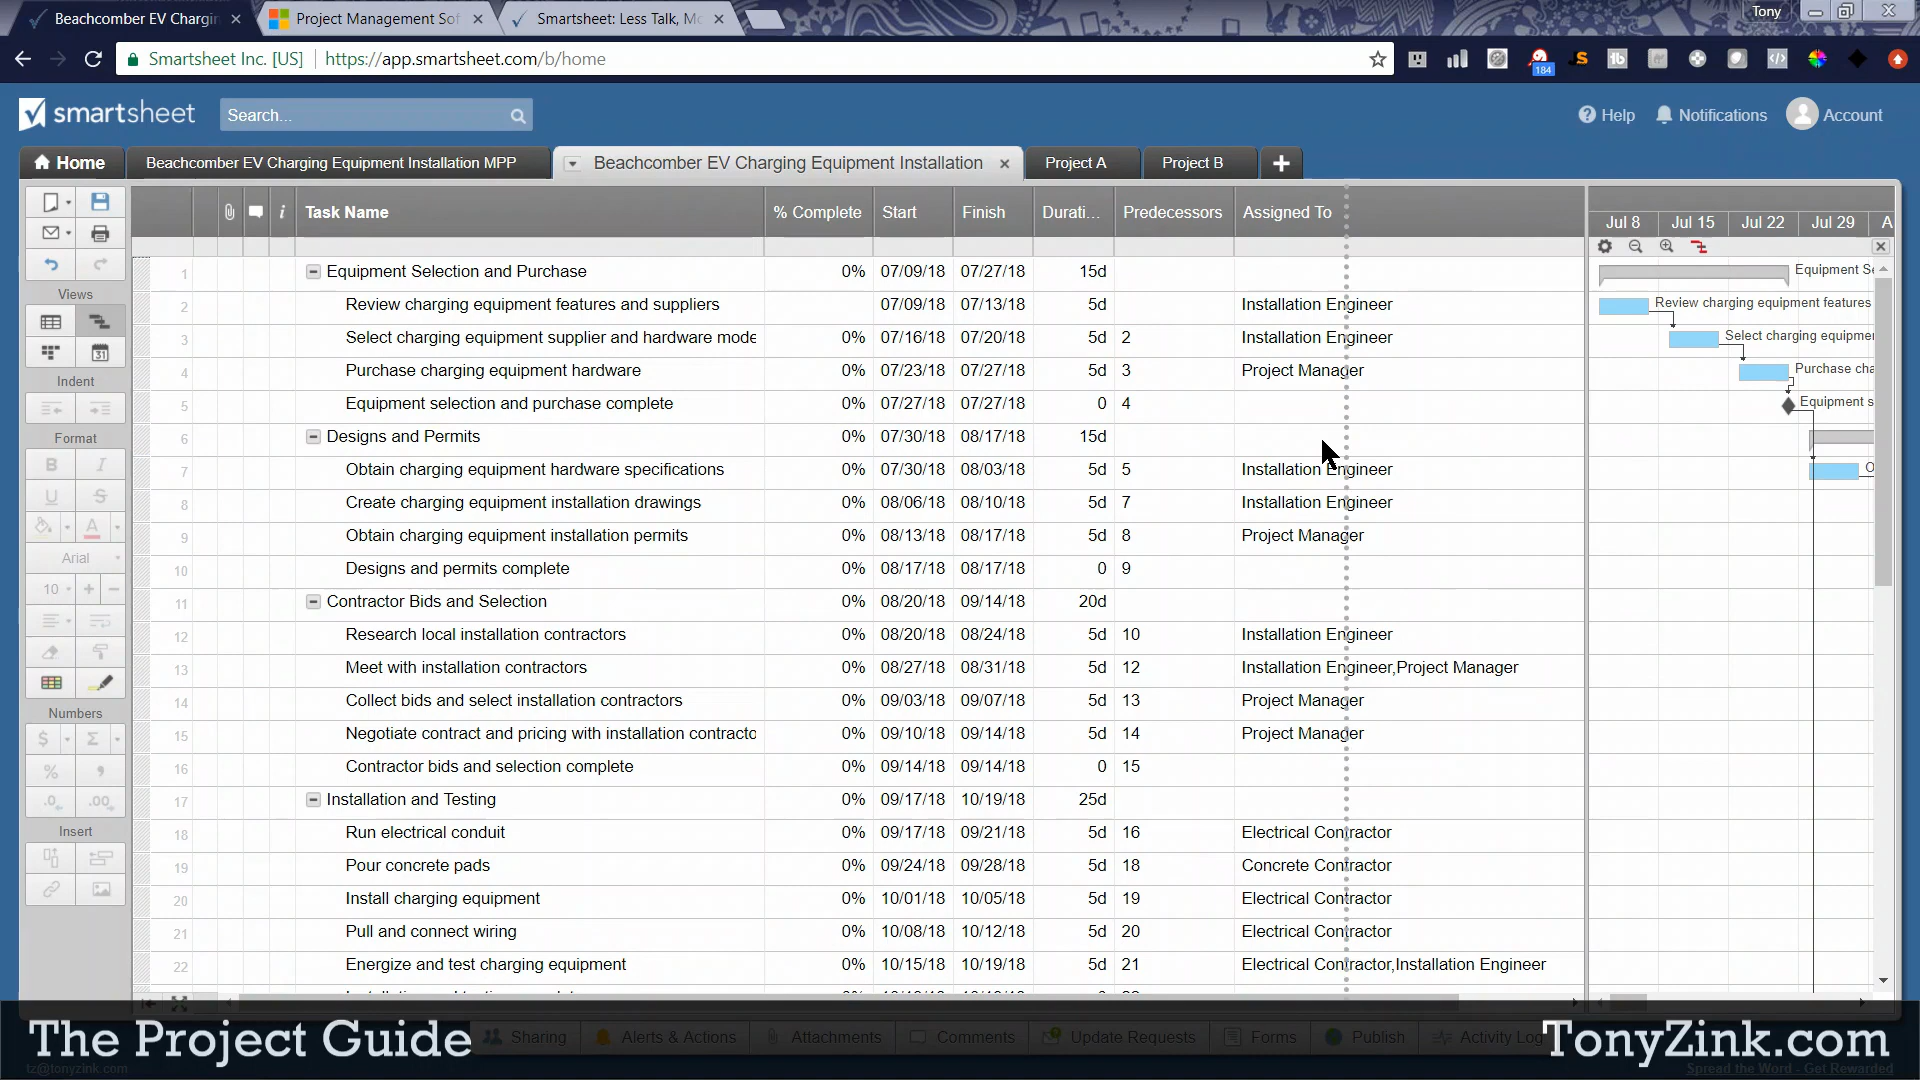 Beachcomber EV Chargin
Project Management Sof
Smartsheet: Less Talk, Mo
Tony
Smartsheet Inc. [US]
https://app.smartsheet.com/b/home
184
smartsheet
Search...
Help
Notifications
Account
Home
Beachcomber EV Charging Equipment Installation MPP
Beachcomber EV Charging Equipment Installation
Project A
Project B
Task Name % Complete Start Finish Durati... Predecessors Assigned To
Jul 8 Jul 15 Jul 22 Jul 29 A
1 Equipment Selection and Purchase 0% 07/09/18 07/27/18 15d Equipment Se
2 Review charging equipment features and suppliers 07/09/18 07/13/18 5d Installation Engineer Review charging equipment features
3 Select charging equipment supplier and hardware mode 0% 07/16/18 07/20/18 5d 2 Installation Engineer Select charging equipmen
4 Purchase charging equipment hardware 0% 07/23/18 07/27/18 5d 3 Project Manager Purchase cha
5 Equipment selection and purchase complete 0% 07/27/18 07/27/18 0 4 Equipment s
6 Designs and Permits 0% 07/30/18 08/17/18 15d
7 Obtain charging equipment hardware specifications 0% 07/30/18 08/03/18 5d 5 Installation Engineer O
8 Create charging equipment installation drawings 0% 08/06/18 08/10/18 5d 7 Installation Engineer
9 Obtain charging equipment installation permits 0% 08/13/18 08/17/18 5d 8 Project Manager
10 Designs and permits complete 0% 08/17/18 08/17/18 0 9
11 Contractor Bids and Selection 0% 08/20/18 09/14/18 20d
12 Research local installation contractors 0% 08/20/18 08/24/18 5d 10 Installation Engineer
13 Meet with installation contractors 0% 08/27/18 08/31/18 5d 12 Installation Engineer,Project Manager
14 Collect bids and select installation contractors 0% 09/03/18 09/07/18 5d 13 Project Manager
15 Negotiate contract and pricing with installation contracto 0% 09/10/18 09/14/18 5d 14 Project Manager
16 Contractor bids and selection complete 0% 09/14/18 09/14/18 0 15
17 Installation and Testing 0% 09/17/18 10/19/18 25d
18 Run electrical conduit 0% 09/17/18 09/21/18 5d 16 Electrical Contractor
19 Pour concrete pads 0% 09/24/18 09/28/18 5d 18 Concrete Contractor
20 Install charging equipment 0% 10/01/18 10/05/18 5d 19 Electrical Contractor
21 Pull and connect wiring 0% 10/08/18 10/12/18 5d 20 Electrical Contractor
22 Energize and test charging equipment 0% 10/15/18 10/19/18 5d 21 Electrical Contractor,Installation Engineer
Views
Indent
Format
B I
U S
A
Arial
10 + −
Numbers
$ Σ
% ,
.0 .00
Insert
The Project Guide
Sharing
Alerts & Actions
Attachments
Comments
Update Requests
Forms
Publish
Activity Log
TonyZink.com
tz@tonyzink.com
Spread the Word - Get Rewarded